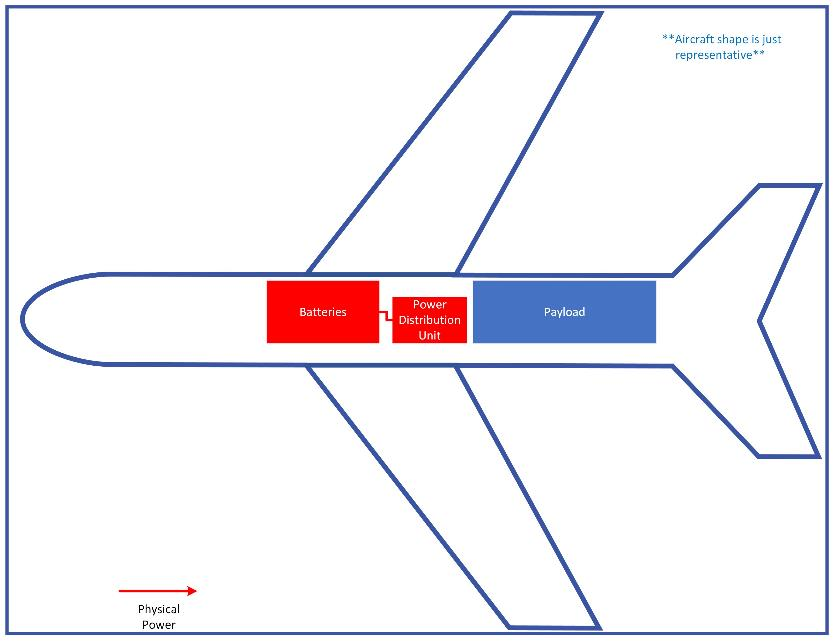 **Aircraft shape is just
representative**
Batteries
Power
Distribution
Unit
Payload
Physical
Power